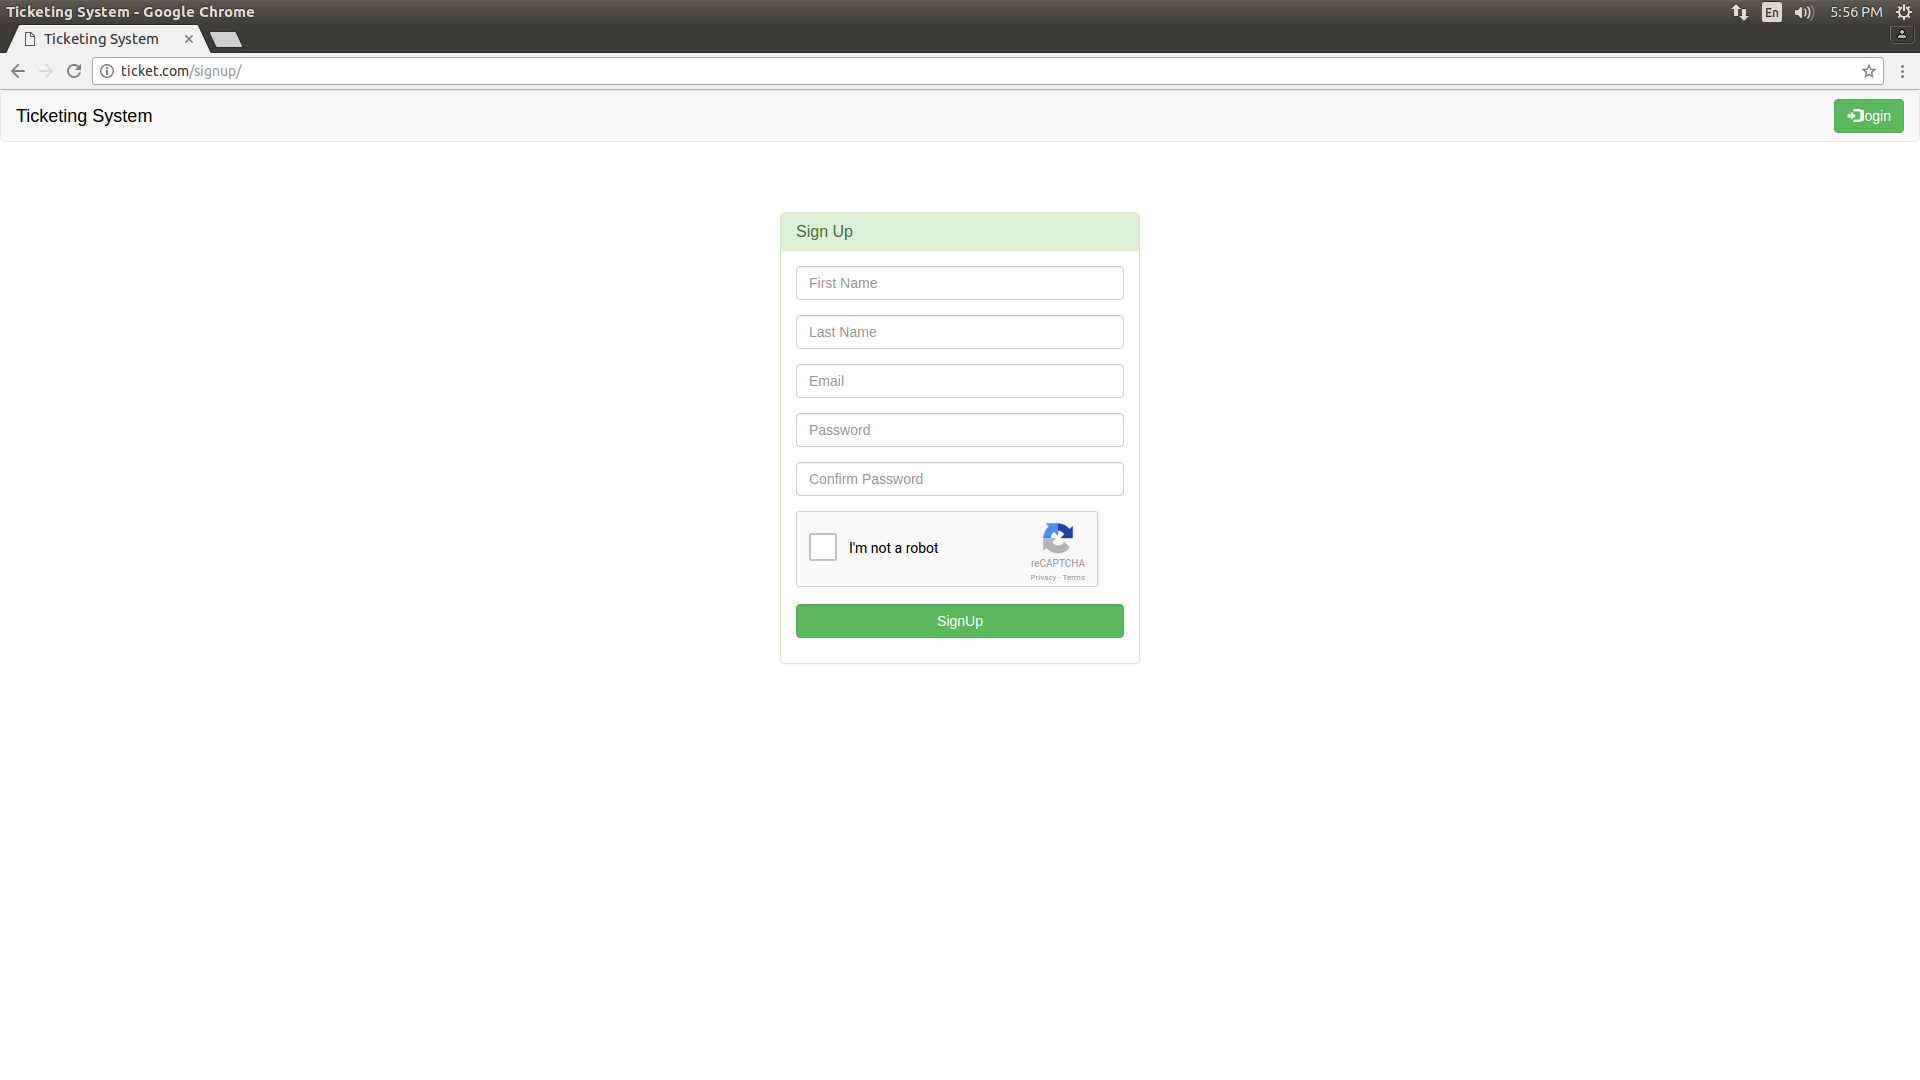 Ticketing System - Google Chrome
En
5:56 PM
Ticketing System
ticket.com/signup/
Ticketing System
login
Sign Up
First Name
Last Name
Email
Password
Confirm Password
I'm not a robot
reCAPTCHA
Privacy - Terms
SignUp